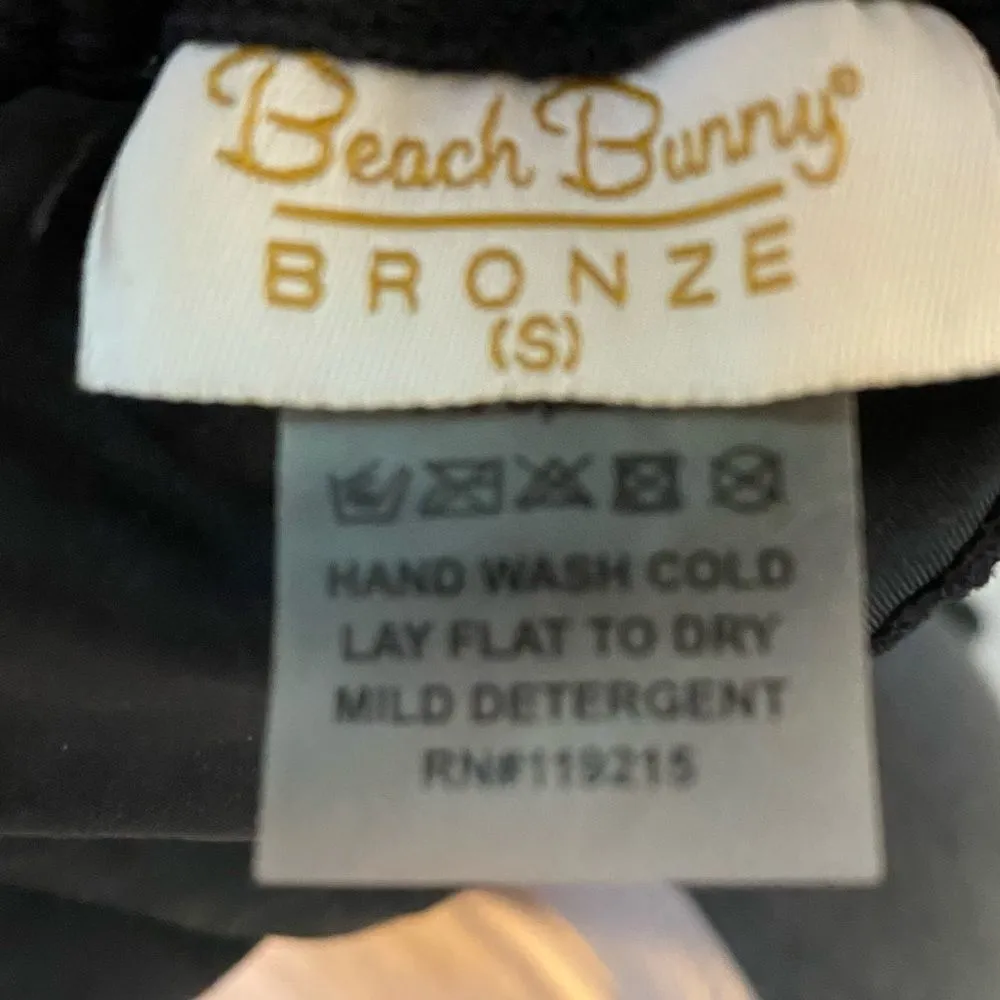 Beach Bunny®
BRONZE
(S)
HAND WASH COLD
LAY FLAT TO DRY
MILD DETERGENT
RN#119215